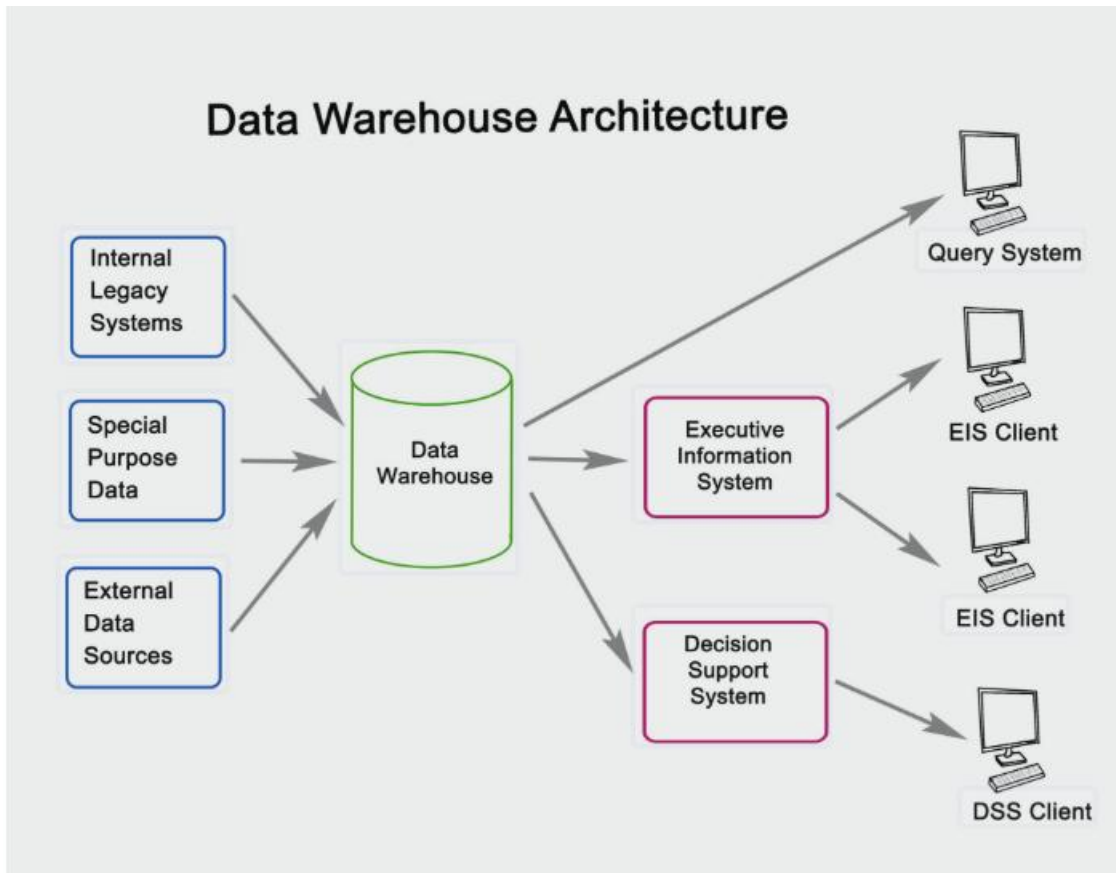 Data Warehouse Architecture
Query System
Internal
Legacy
Systems
Special
Purpose
Data
External
Data
Sources
Data
Warehouse
Executive
Information
System
Decision
Support
System
EIS Client
EIS Client
DSS Client